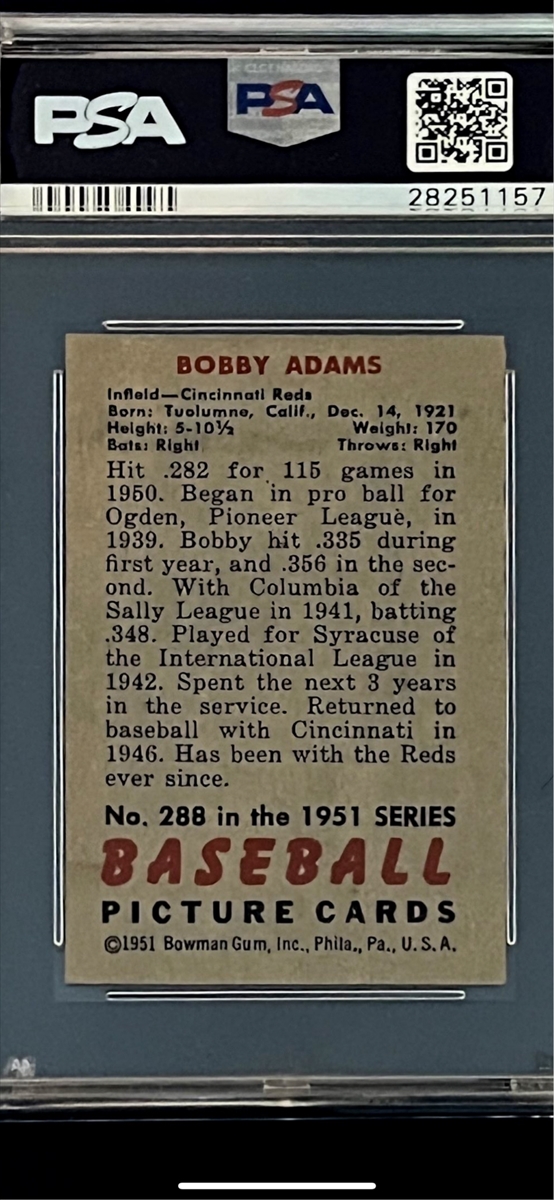 PSA
PSA
28251157
BOBBY ADAMS
Infield—Cincinnati Reds
Born: Tuolumne, Calif., Dec. 14, 1921
Height: 5-10½ Weight: 170
Bats: Right Throws: Right
Hit .282 for 115 games in
1950. Began in pro ball for
Ogden, Pioneer League, in
1939. Bobby hit .335 during
first year, and .356 in the sec-
ond. With Columbia of the
Sally League in 1941, batting
.348. Played for Syracuse of
the International League in
1942. Spent the next 3 years
in the service. Returned to
baseball with Cincinnati in
1946. Has been with the Reds
ever since.
No. 288 in the 1951 SERIES
BASEBALL
PICTURE CARDS
©1951 Bowman Gum, Inc., Phila., Pa., U.S.A.